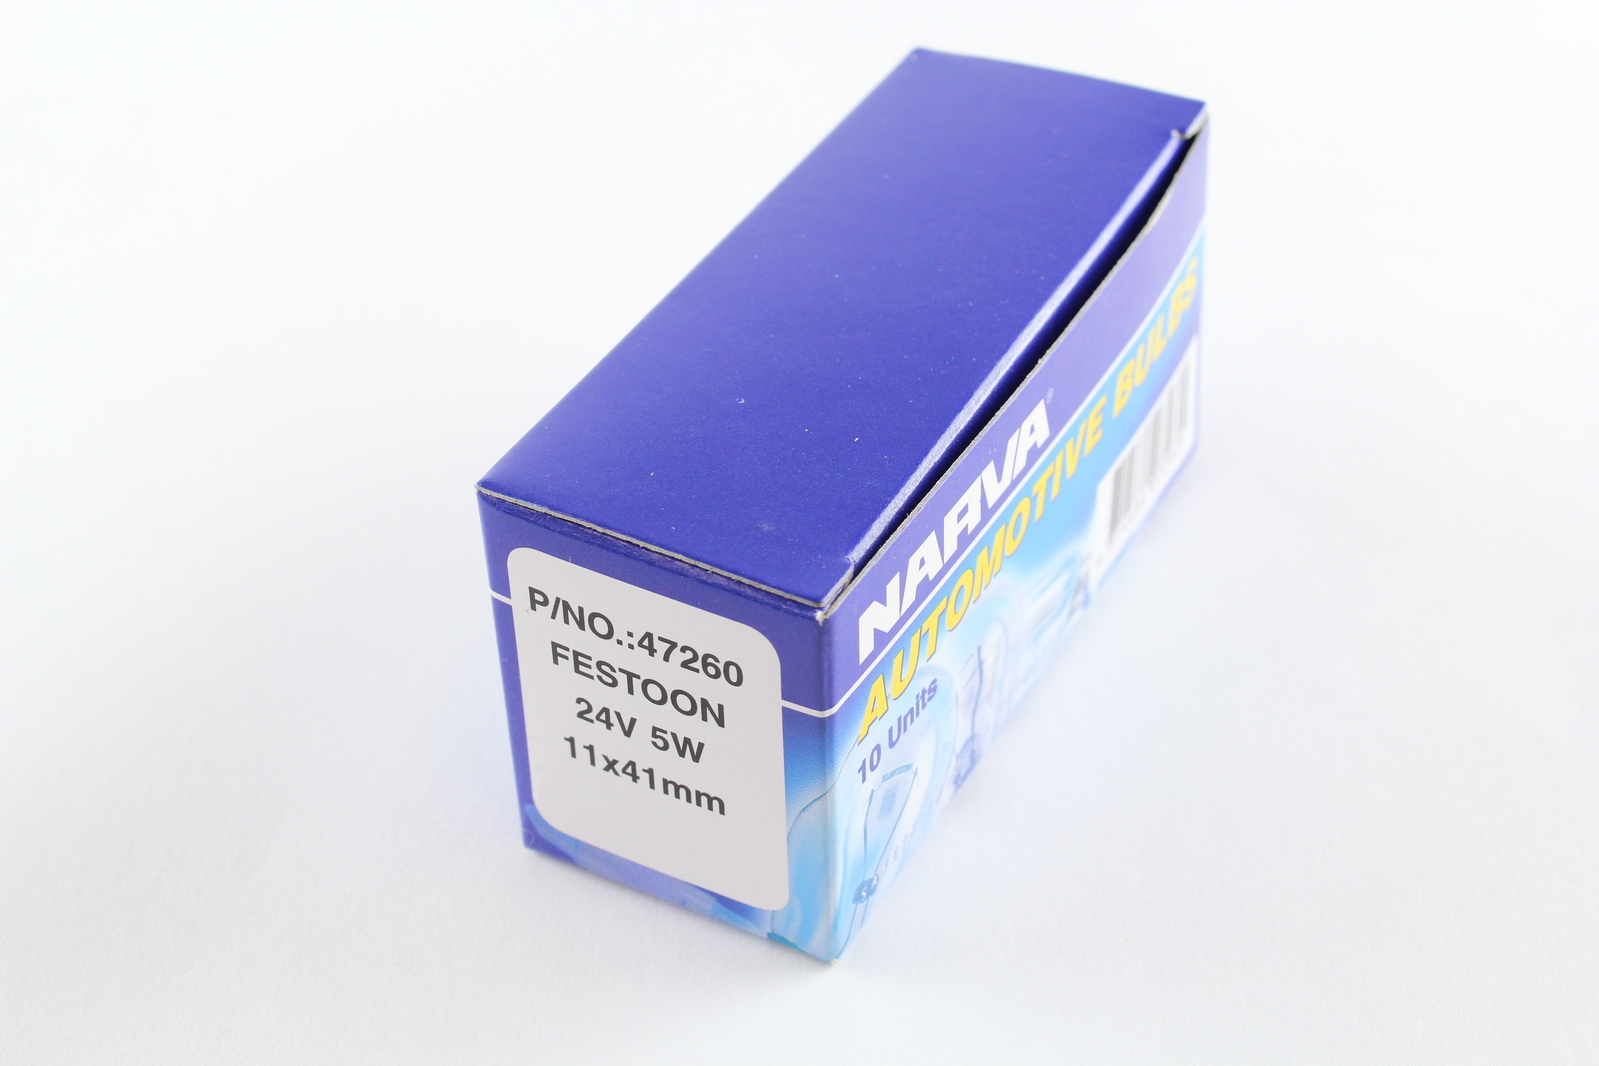 P/NO.:47260
FESTOON
24V 5W
11x41mm
NARVA®
AUTOMOTIVE BULBS
10 Units